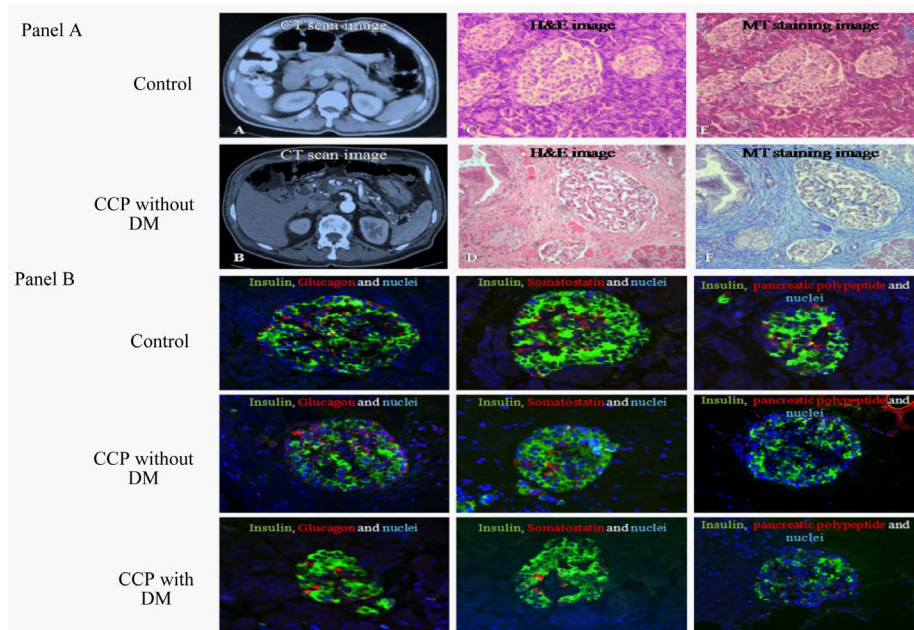 Panel A
CT scan image
H&E image
MT staining image
Control
A
C
E
CT scan image
H&E image
MT staining image
CCP without
DM
B
D
F
Panel B
Insulin, Glucagon and nuclei
Insulin, Somatostatin and nuclei
Insulin, pancreatic polypeptide and
nuclei
Control
Insulin, Glucagon and nuclei
Insulin, Somatostatin and nuclei
Insulin, pancreatic polypeptide and
nuclei
CCP without
DM
Insulin, Glucagon and nuclei
Insulin, Somatostatin and nuclei
Insulin, pancreatic polypeptide and
nuclei
CCP with
DM